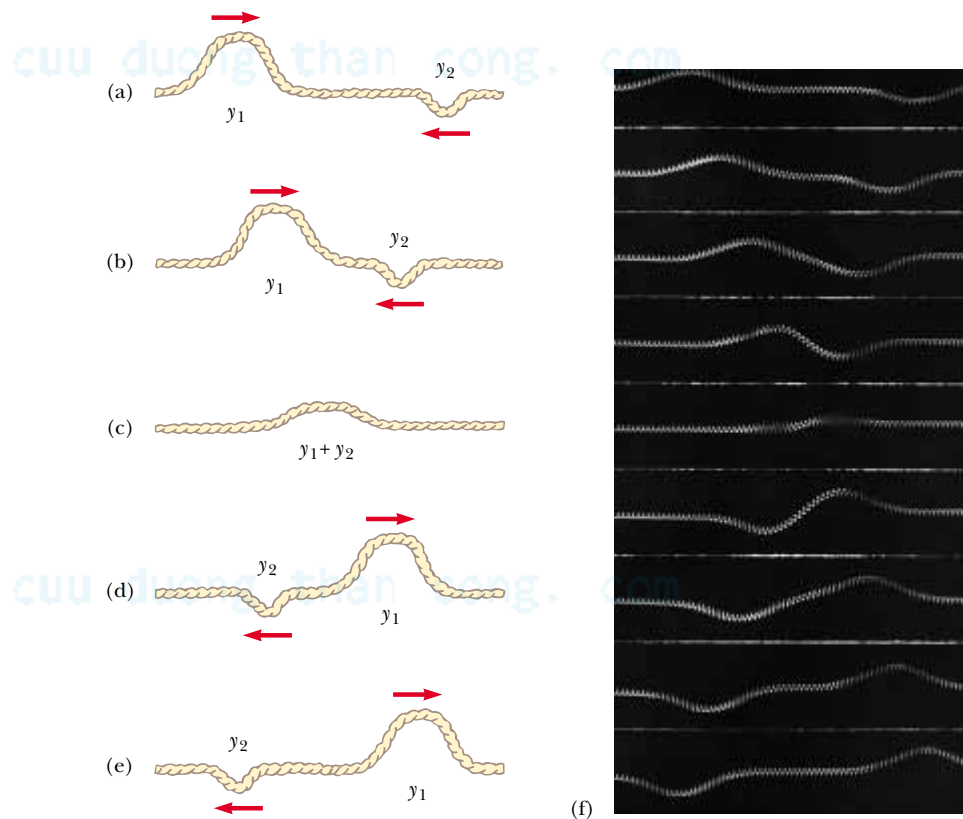 cuu duong than cong. com
y2
(a)
y1
y2
(b)
y1
(c)
y1 + y2
y2
cuu duong than cong. com
(d)
y1
y2
(e)
y1
(f)